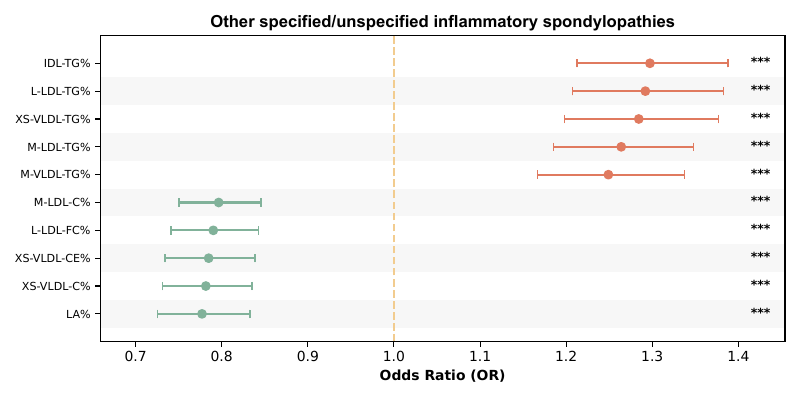 Other specified/unspecified inflammatory spondylopathies
IDL-TG% ***
L-LDL-TG% ***
XS-VLDL-TG% ***
M-LDL-TG% ***
M-VLDL-TG% ***
M-LDL-C% ***
L-LDL-FC% ***
XS-VLDL-CE% ***
XS-VLDL-C% ***
LA% ***
0.7 0.8 0.9 1.0 1.1 1.2 1.3 1.4
Odds Ratio (OR)